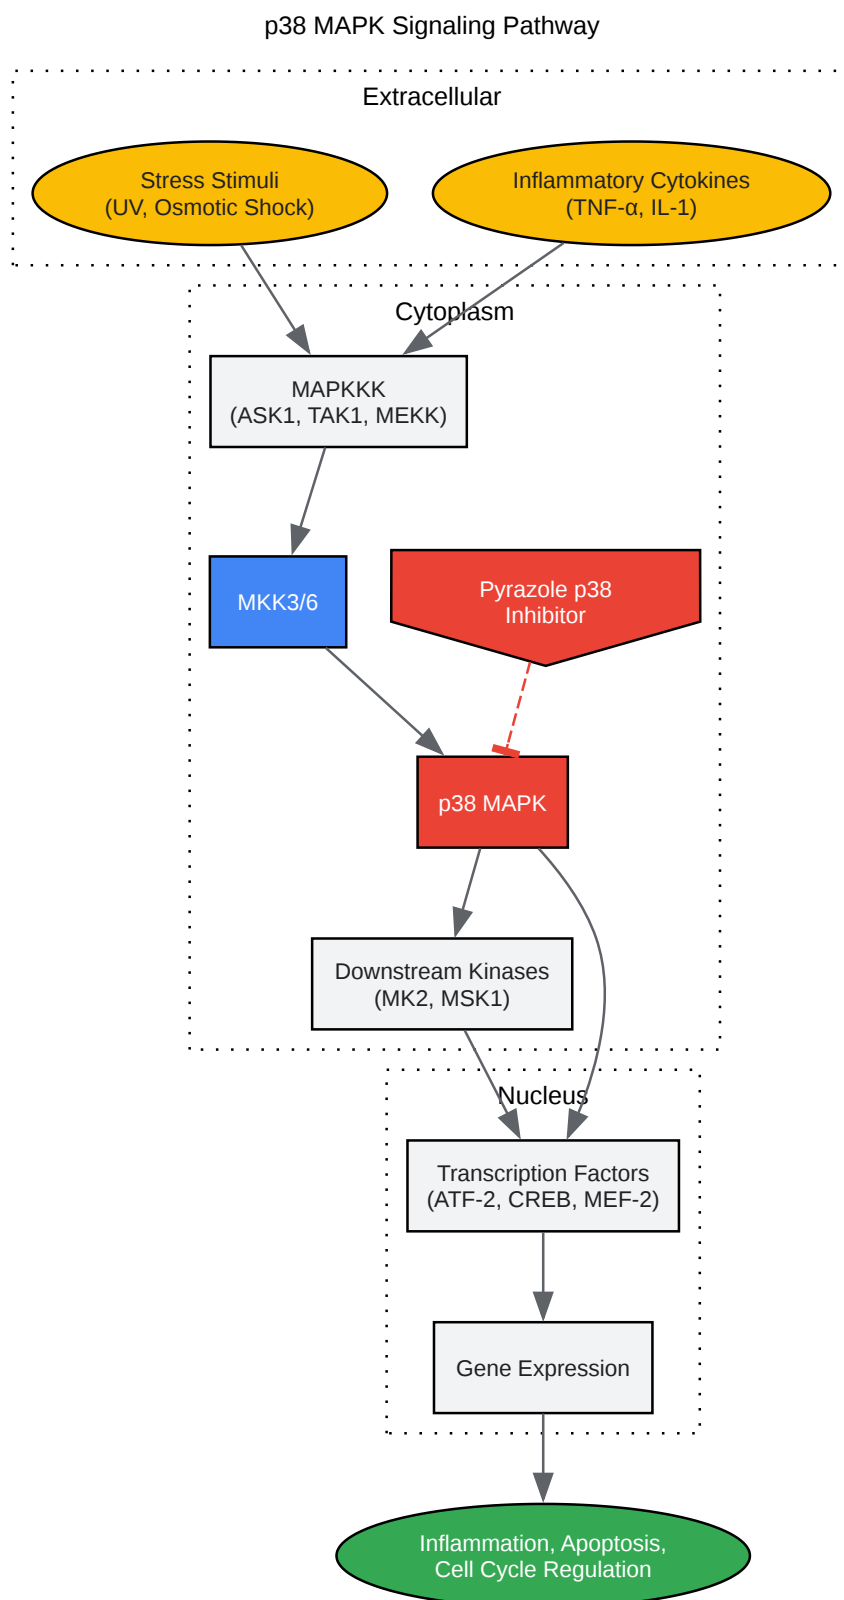 p38 MAPK Signaling Pathway
Extracellular
Stress Stimuli
(UV, Osmotic Shock)
Inflammatory Cytokines
(TNF-α, IL-1)
Cytoplasm
MAPKKK
(ASK1, TAK1, MEKK)
MKK3/6
Pyrazole p38
Inhibitor
p38 MAPK
Downstream Kinases
(MK2, MSK1)
Nucleus
Transcription Factors
(ATF-2, CREB, MEF-2)
Gene Expression
Inflammation, Apoptosis,
Cell Cycle Regulation